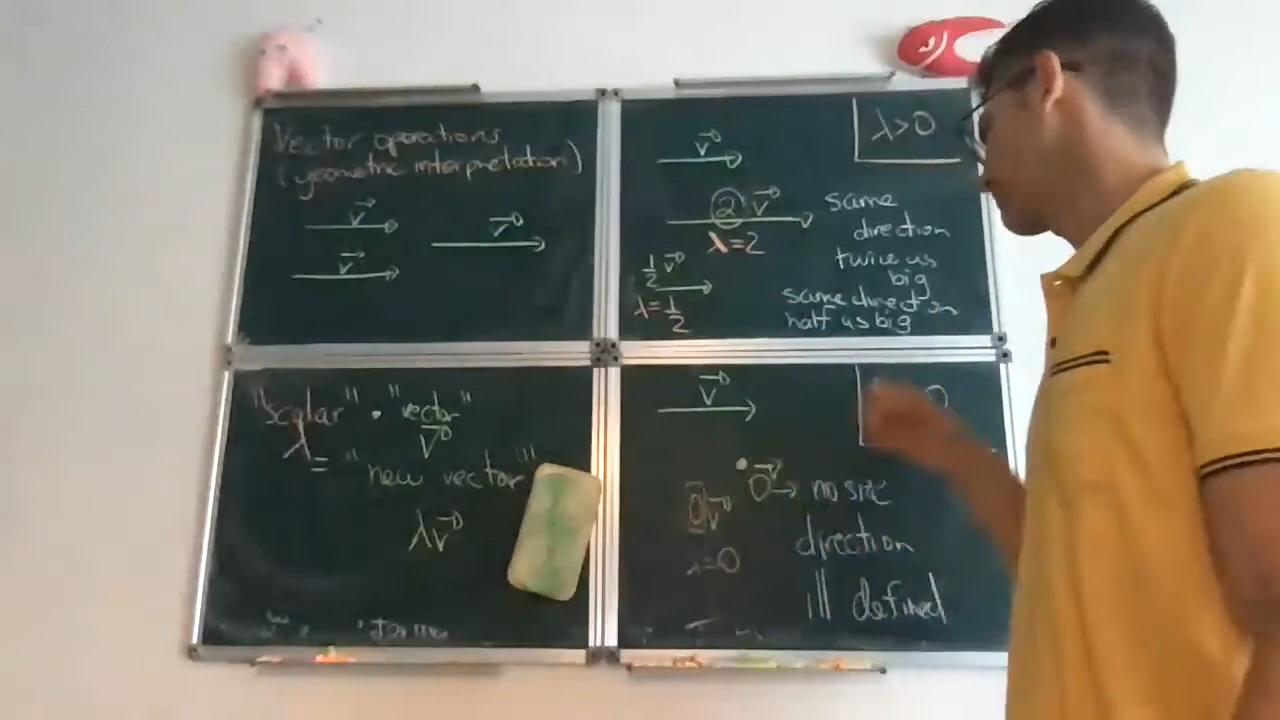 Vector operations
(geometric interpretation)
v⃗
v⃗
v⃗
v⃗
λ>0
2 v⃗
λ=2
same
direction
twice as
big
1/2 v⃗
λ=1/2
same direction
half as big
"scalar" · "vector"
λ v⃗
= "new vector"
λv⃗
v⃗
0
0⃗ → no size
0v⃗
direction
λ=0
ill defined